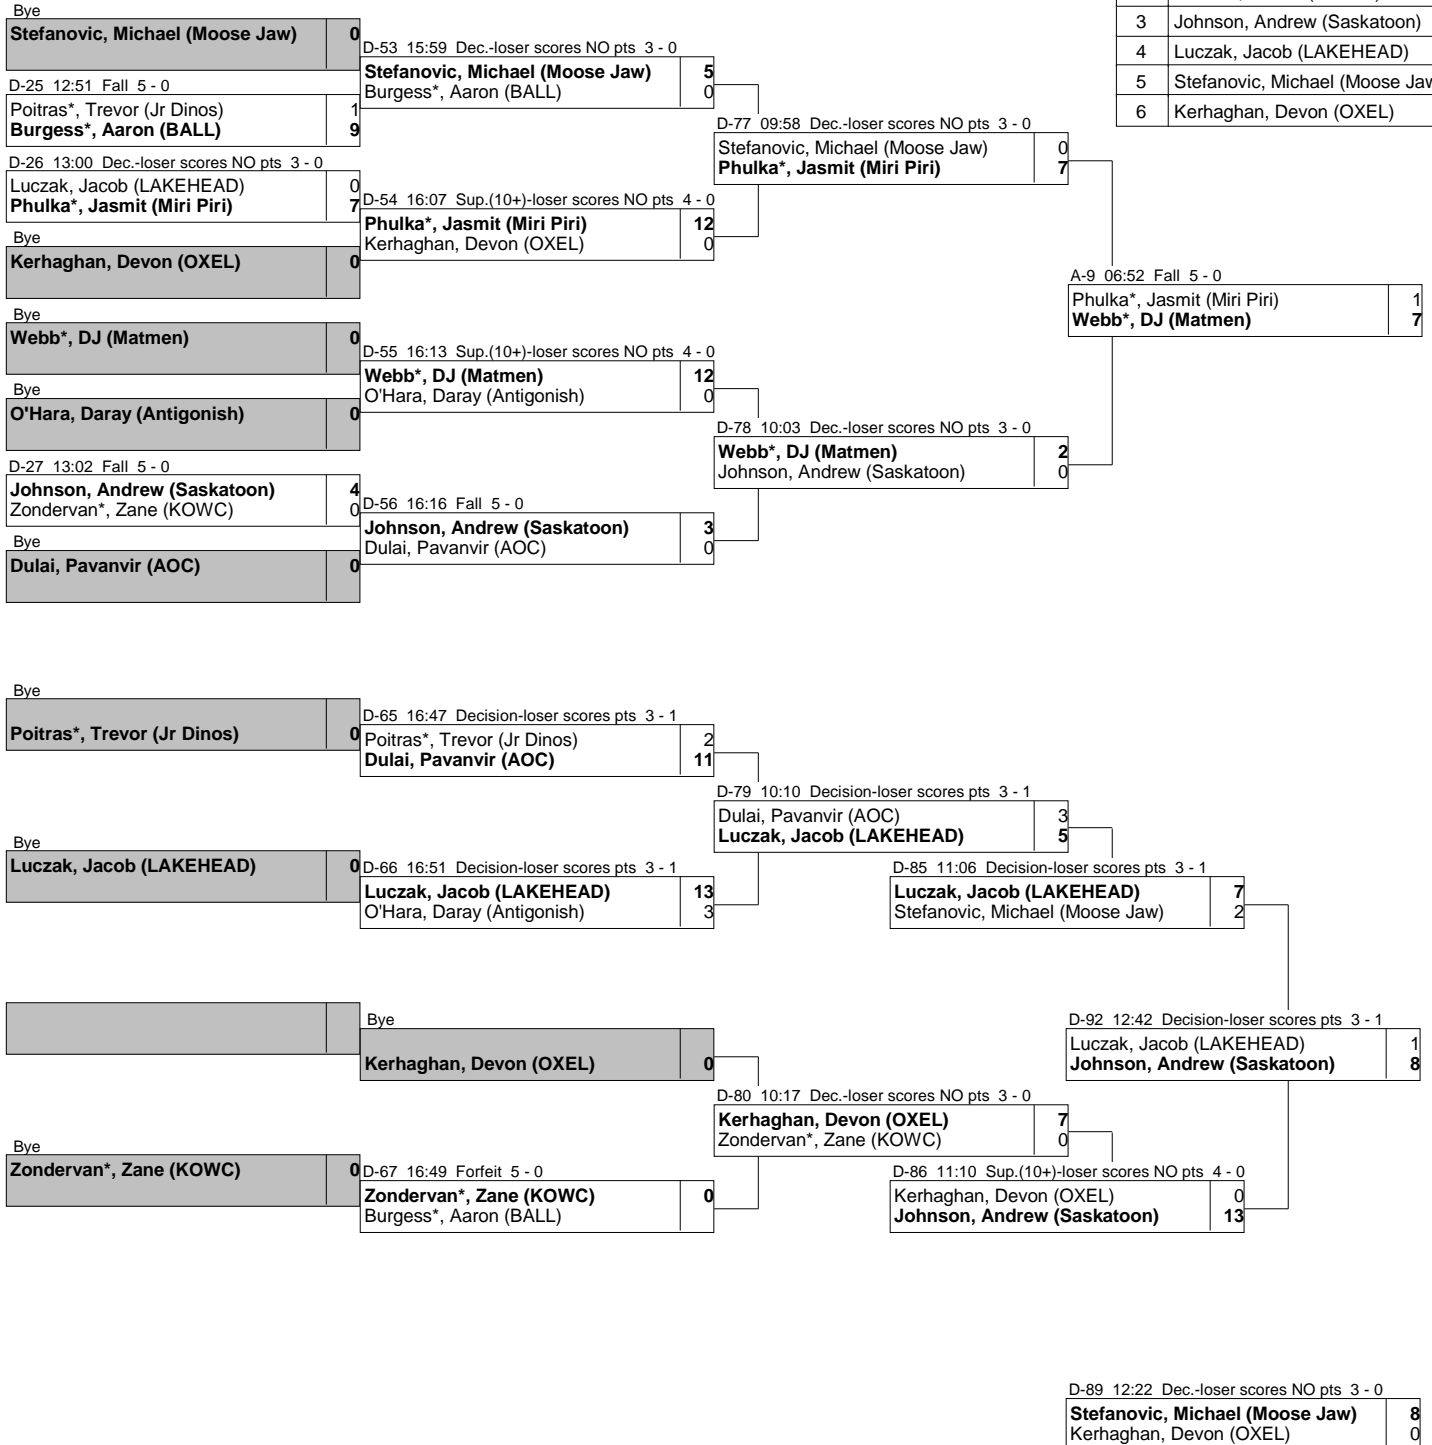 3 Johnson, Andrew (Saskatoon)
4 Luczak, Jacob (LAKEHEAD)
5 Stefanovic, Michael (Moose Jaw
6 Kerhaghan, Devon (OXEL)
Bye
Stefanovic, Michael (Moose Jaw) 0
D-25 12:51 Fall 5 - 0
Poitras*, Trevor (Jr Dinos) 1
Burgess*, Aaron (BALL) 9
D-26 13:00 Dec.-loser scores NO pts 3 - 0
Luczak, Jacob (LAKEHEAD) 0
Phulka*, Jasmit (Miri Piri) 7
Bye
Kerhaghan, Devon (OXEL) 0
Bye
Webb*, DJ (Matmen) 0
Bye
O'Hara, Daray (Antigonish) 0
D-27 13:02 Fall 5 - 0
Johnson, Andrew (Saskatoon) 4
Zondervan*, Zane (KOWC) 0
Bye
Dulai, Pavanvir (AOC) 0
D-53 15:59 Dec.-loser scores NO pts 3 - 0
Stefanovic, Michael (Moose Jaw) 5
Burgess*, Aaron (BALL) 0
D-54 16:07 Sup.(10+)-loser scores NO pts 4 - 0
Phulka*, Jasmit (Miri Piri) 12
Kerhaghan, Devon (OXEL) 0
D-55 16:13 Sup.(10+)-loser scores NO pts 4 - 0
Webb*, DJ (Matmen) 12
O'Hara, Daray (Antigonish) 0
D-56 16:16 Fall 5 - 0
Johnson, Andrew (Saskatoon) 3
Dulai, Pavanvir (AOC) 0
D-77 09:58 Dec.-loser scores NO pts 3 - 0
Stefanovic, Michael (Moose Jaw) 0
Phulka*, Jasmit (Miri Piri) 7
D-78 10:03 Dec.-loser scores NO pts 3 - 0
Webb*, DJ (Matmen) 2
Johnson, Andrew (Saskatoon) 0
A-9 06:52 Fall 5 - 0
Phulka*, Jasmit (Miri Piri) 1
Webb*, DJ (Matmen) 7
Bye
Poitras*, Trevor (Jr Dinos) 0
Bye
Luczak, Jacob (LAKEHEAD) 0
Bye
Zondervan*, Zane (KOWC) 0
D-65 16:47 Decision-loser scores pts 3 - 1
Poitras*, Trevor (Jr Dinos) 2
Dulai, Pavanvir (AOC) 11
D-66 16:51 Decision-loser scores pts 3 - 1
Luczak, Jacob (LAKEHEAD) 13
O'Hara, Daray (Antigonish) 3
Bye
Kerhaghan, Devon (OXEL) 0
D-67 16:49 Forfeit 5 - 0
Zondervan*, Zane (KOWC) 0
Burgess*, Aaron (BALL)
D-79 10:10 Decision-loser scores pts 3 - 1
Dulai, Pavanvir (AOC) 3
Luczak, Jacob (LAKEHEAD) 5
D-80 10:17 Dec.-loser scores NO pts 3 - 0
Kerhaghan, Devon (OXEL) 7
Zondervan*, Zane (KOWC) 0
D-85 11:06 Decision-loser scores pts 3 - 1
Luczak, Jacob (LAKEHEAD) 7
Stefanovic, Michael (Moose Jaw) 2
D-86 11:10 Sup.(10+)-loser scores NO pts 4 - 0
Kerhaghan, Devon (OXEL) 0
Johnson, Andrew (Saskatoon) 13
D-92 12:42 Decision-loser scores pts 3 - 1
Luczak, Jacob (LAKEHEAD) 1
Johnson, Andrew (Saskatoon) 8
D-89 12:22 Dec.-loser scores NO pts 3 - 0
Stefanovic, Michael (Moose Jaw) 8
Kerhaghan, Devon (OXEL) 0